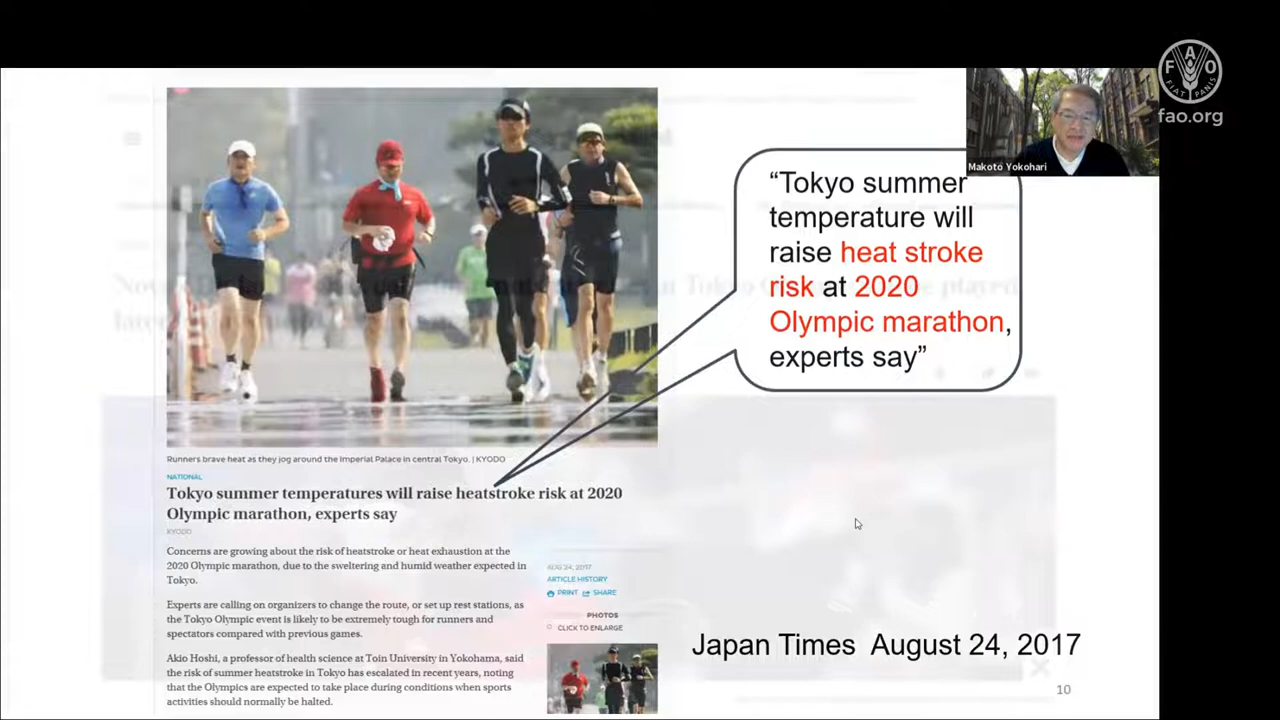 FAO
FIAT PANIS
fao.org
Makoto Yokohari
“Tokyo summer
temperature will
raise heat stroke
risk at 2020
Olympic marathon,
experts say”
Runners brave heat as they jog around the Imperial Palace in central Tokyo. | KYODO
NATIONAL
Tokyo summer temperatures will raise heatstroke risk at 2020
Olympic marathon, experts say
KYODO
Concerns are growing about the risk of heatstroke or heat exhaustion at the
2020 Olympic marathon, due to the sweltering and humid weather expected in
Tokyo.
Experts are calling on organizers to change the route, or set up rest stations, as
the Tokyo Olympic event is likely to be extremely tough for runners and
spectators compared with previous games.
Akio Hoshi, a professor of health science at Toin University in Yokohama, said
the risk of summer heatstroke in Tokyo has escalated in recent years, noting
that the Olympics are expected to take place during conditions when sports
activities should normally be halted.
AUG 24, 2017
ARTICLE HISTORY
PRINT SHARE
PHOTOS
CLICK TO ENLARGE
Japan Times August 24, 2017
10